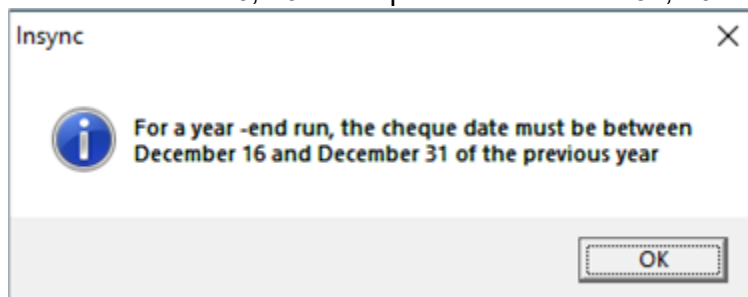 Insync
For a year -end run, the cheque date must be between
December 16 and December 31 of the previous year
OK